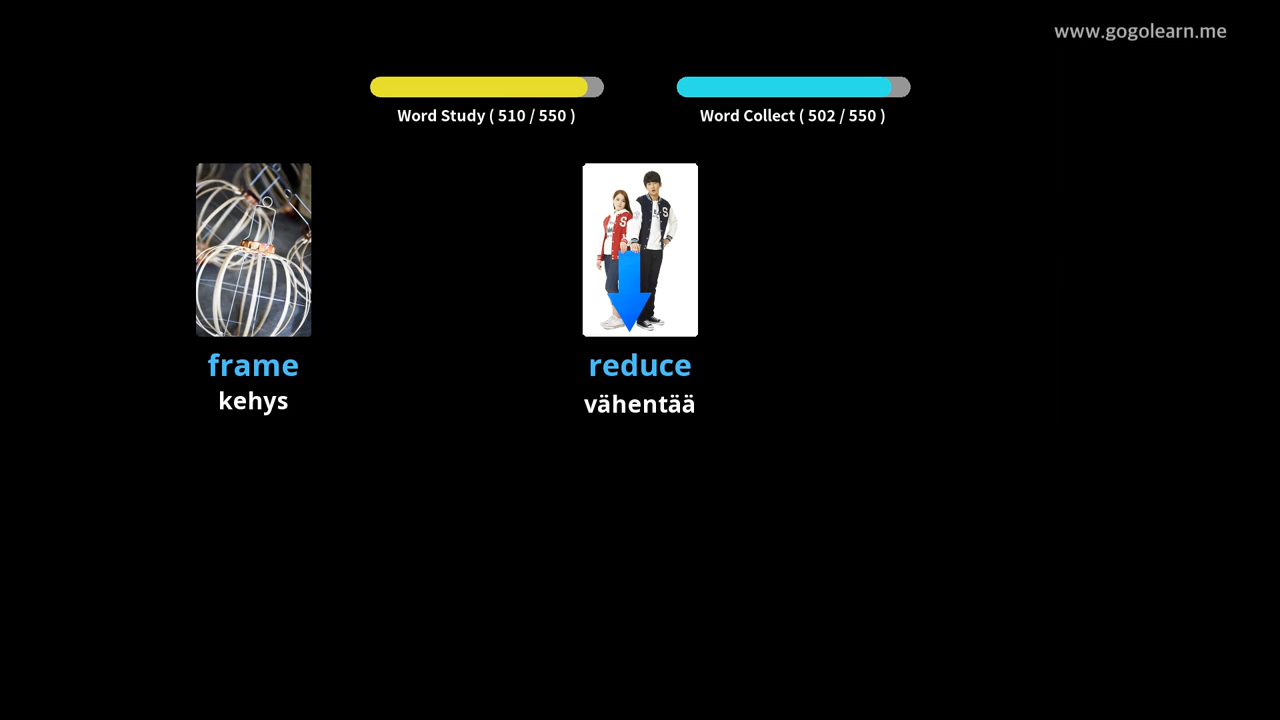 www.gogolearn.me
Word Study ( 510 / 550 )
Word Collect ( 502 / 550 )
S
S
frame
kehys
reduce
vähentää